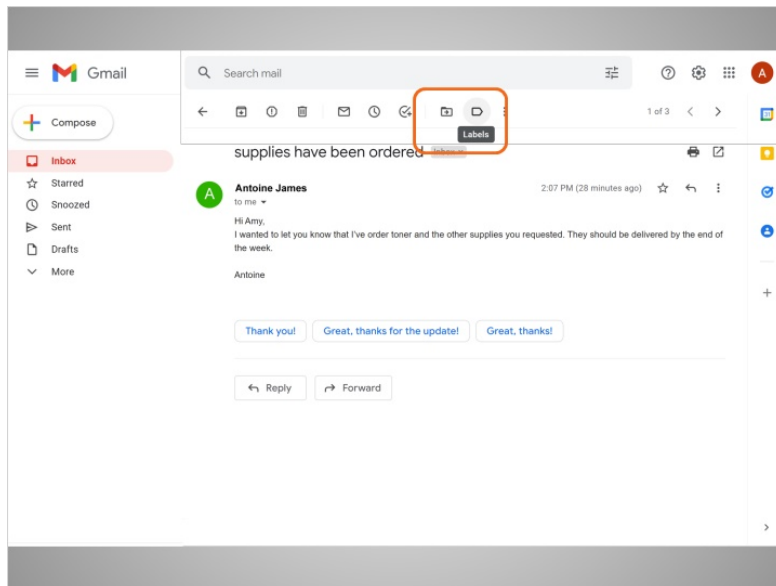 Gmail
Search mail
Compose
1 of 3
Labels
Inbox
Starred
Snoozed
Sent
Drafts
More
supplies have been ordered
Antoine James
2:07 PM (28 minutes ago)
to me
Hi Amy,
I wanted to let you know that I've order toner and the other supplies you requested. They should be delivered by the end of
the week.
Antoine
Thank you!
Great, thanks for the update!
Great, thanks!
Reply
Forward
A
A